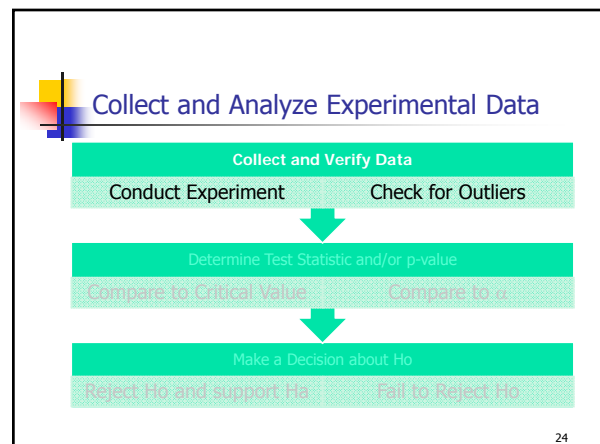 Collect and Analyze Experimental Data
Collect and Verify Data
Conduct Experiment Check for Outliers
Determine Test Statistic and/or p-value
Compare to Critical Value Compare to α
Make a Decision about Ho
Reject Ho and support Ha Fail to Reject Ho
24